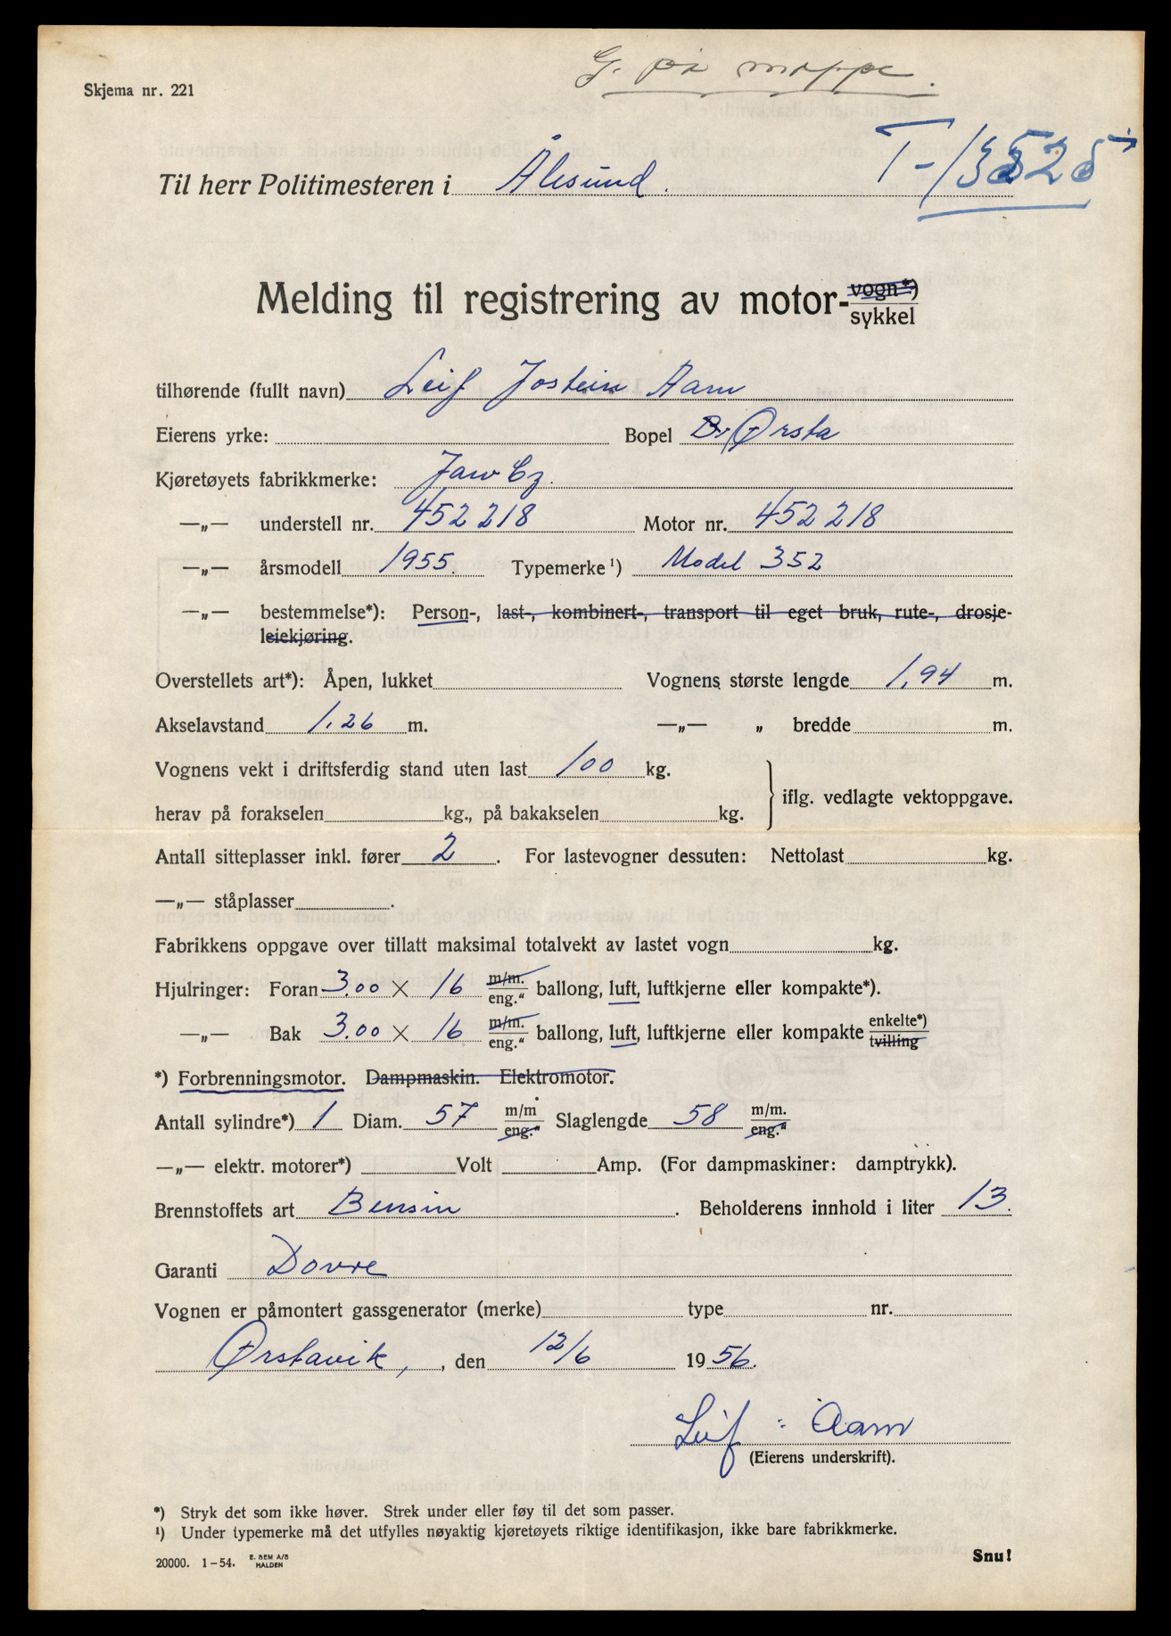 G. på mappe.
Skjema nr. 221
T-13525
Til herr Politimesteren i Ålesund.
Melding til registrering av motor-vogn*) sykkel
tilhørende (fullt navn) Leif Jostein Aam
Eierens yrke: Bopel Ørsta
Kjøretøyets fabrikkmerke: Jaw Cz.
—„— understell nr. 452218 Motor nr. 452218
—„— årsmodell 1955. Typemerke ¹) Model 352
—„— bestemmelse*): Person-, last-, kombinert-, transport til eget bruk, rute-, drosje-
leiekjøring.
Overstellets art*): Åpen, lukket Vognens største lengde 1,94 m.
Akselavstand 1,26 m. —„— „ bredde m.
Vognens vekt i driftsferdig stand uten last 100 kg.
iflg. vedlagte vektoppgave.
herav på forakselen kg., på bakakselen kg.
Antall sitteplasser inkl. fører 2. For lastevogner dessuten: Nettolast kg.
—„— ståplasser .
Fabrikkens oppgave over tillatt maksimal totalvekt av lastet vogn kg.
Hjulringer: Foran 3.00 × 16 m/m. eng." ballong, luft, luftkjerne eller kompakte*).
—„— Bak 3.00 × 16 m/m. eng." ballong, luft, luftkjerne eller kompakte enkelte*) tvilling
*) Forbrenningsmotor. Dampmaskin. Elektromotor.
Antall sylindre*) 1 Diam. 57 m/m eng." Slaglengde 58 m/m. eng."
—„— elektr. motorer*) Volt Amp. (For dampmaskiner: damptrykk).
Brennstoffets art Bensin . Beholderens innhold i liter 13.
Garanti Dovre
Vognen er påmontert gassgenerator (merke) type nr.
Ørstavik, , den 12/6 1956.
Leif Aam
(Eierens underskrift).
*) Stryk det som ikke høver. Strek under eller føy til det som passer.
¹) Under typemerke må det utfylles nøyaktig kjøretøyets riktige identifikasjon, ikke bare fabrikkmerke.
20000. 1-54. E. SEM A/S HALDEN
Snu!